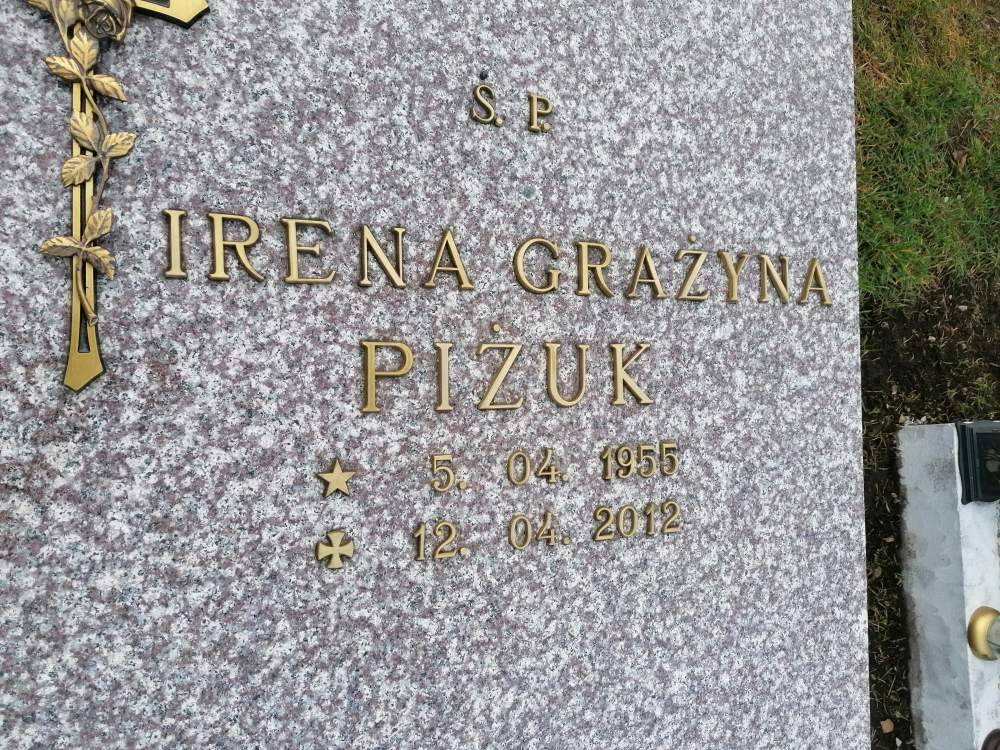 Ś. P.
IRENA GRAŻYNA
PIŻUK
5. 04. 1955
12. 04. 2012